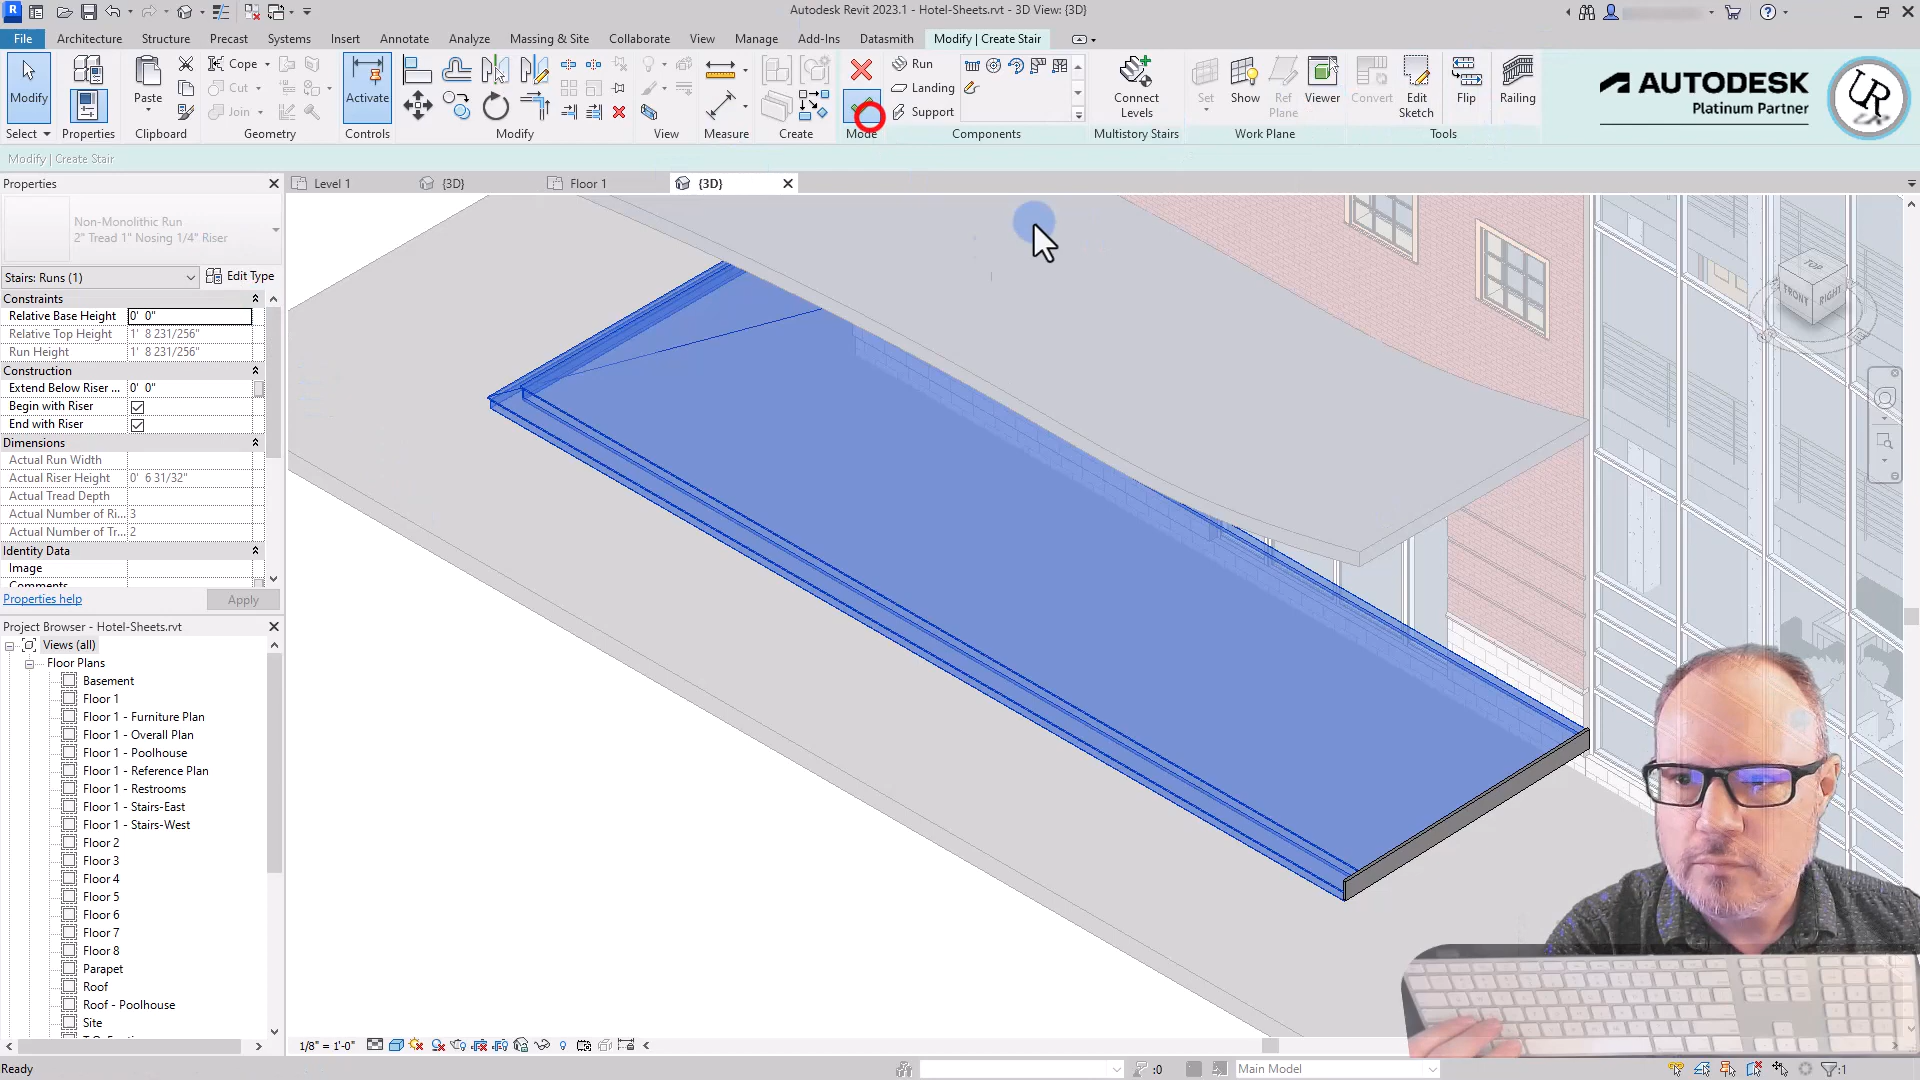 Autodesk Revit 2023.1 - Hotel-Sheets.rvt - 3D View: {3D}
File Architecture Structure Precast Systems Insert Annotate Analyze Massing & Site Collaborate View Manage Add-Ins Datasmith Modify | Create Stair
Modify Paste Cope Cut Join Activate Run Landing Support Connect Levels Set Show Ref Plane Viewer Convert Edit Sketch Flip Railing
Select Properties Geometry Controls Modify View Measure Create Mode Components Multistory Stairs Work Plane Tools
AUTODESK
Platinum Partner
UR
Modify | Create Stair
Properties
Level 1 {3D} Floor 1 {3D}
Non-Monolithic Run
2" Tread 1" Nosing 1/4" Riser
Stairs: Runs (1) Edit Type
Constraints
Relative Base Height 0' 0"
Relative Top Height 1' 8 231/256"
Run Height 1' 8 231/256"
Construction
Extend Below Riser ... 0' 0"
Begin with Riser
End with Riser
Dimensions
Actual Run Width
Actual Riser Height 0' 6 31/32"
Actual Tread Depth
Actual Number of Ri... 3
Actual Number of Tr... 2
Identity Data
Image
Comments
Properties help Apply
Project Browser - Hotel-Sheets.rvt
Views (all)
Floor Plans
Basement
Floor 1
Floor 1 - Furniture Plan
Floor 1 - Overall Plan
Floor 1 - Poolhouse
Floor 1 - Reference Plan
Floor 1 - Restrooms
Floor 1 - Stairs-East
Floor 1 - Stairs-West
Floor 2
Floor 3
Floor 4
Floor 5
Floor 6
Floor 7
Floor 8
Parapet
Roof
Roof - Poolhouse
Site
TOP
FRONT RIGHT
1/8" = 1'-0"
Ready :0 Main Model :1